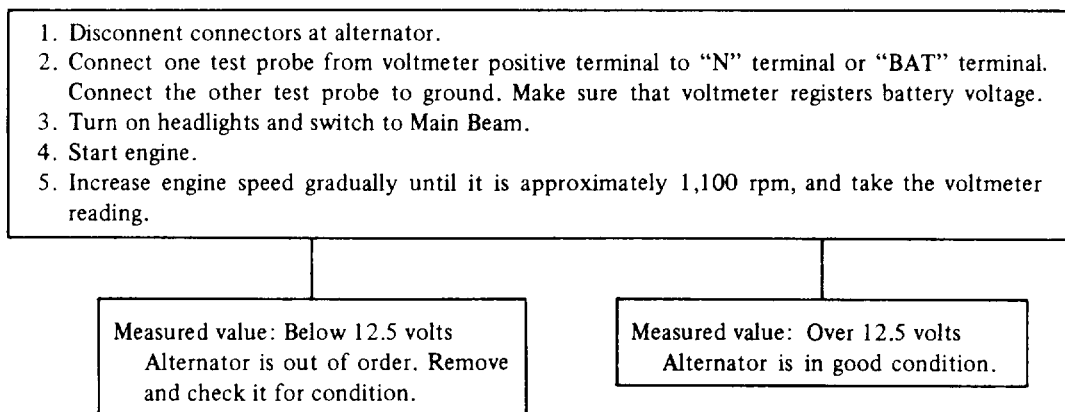 1. Disconnent connectors at alternator.
2. Connect one test probe from voltmeter positive terminal to “N” terminal or “BAT” terminal.
Connect the other test probe to ground. Make sure that voltmeter registers battery voltage.
3. Turn on headlights and switch to Main Beam.
4. Start engine.
5. Increase engine speed gradually until it is approximately 1,100 rpm, and take the voltmeter
reading.
Measured value: Below 12.5 volts
Alternator is out of order. Remove
and check it for condition.
Measured value: Over 12.5 volts
Alternator is in good condition.